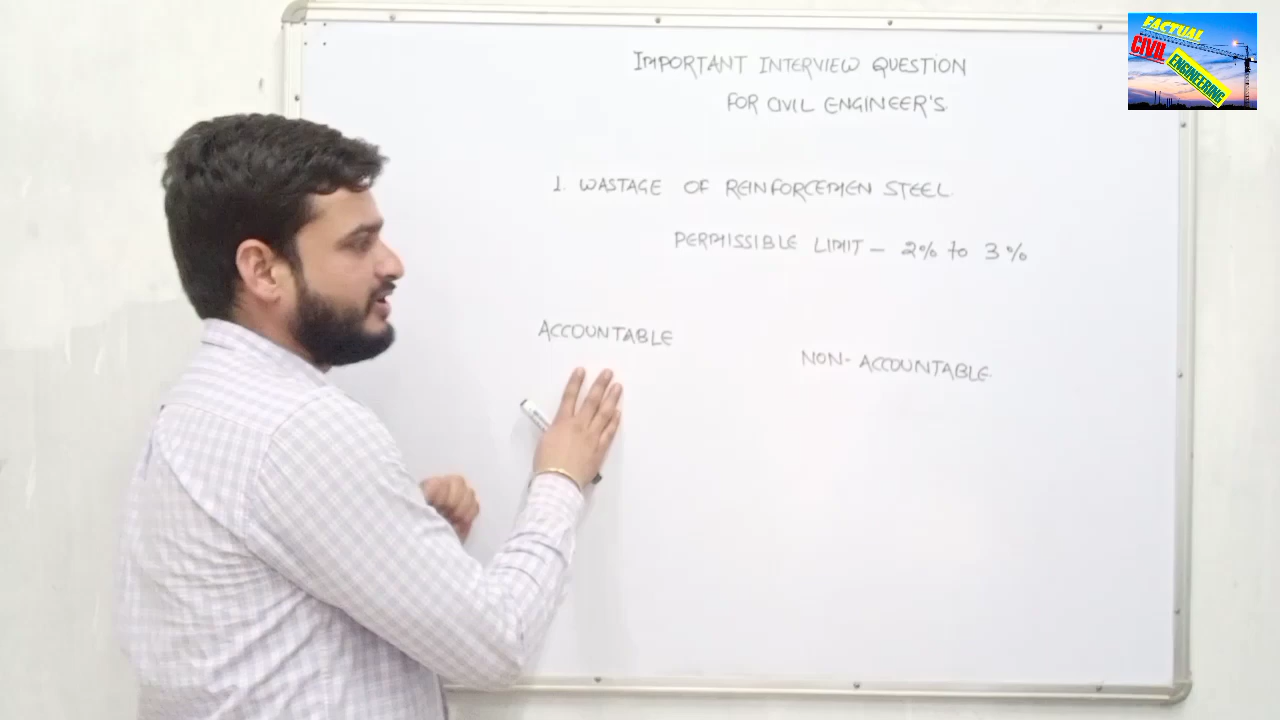 IMPORTANT INTERVIEW QUESTION
FOR CIVIL ENGINEER'S
1. WASTAGE OF REINFORCEMEN STEEL.
PERMISSIBLE LIMIT – 2% to 3%
ACCOUNTABLE
NON-ACCOUNTABLE.
FACTUAL
CIVIL
ENGINEERING